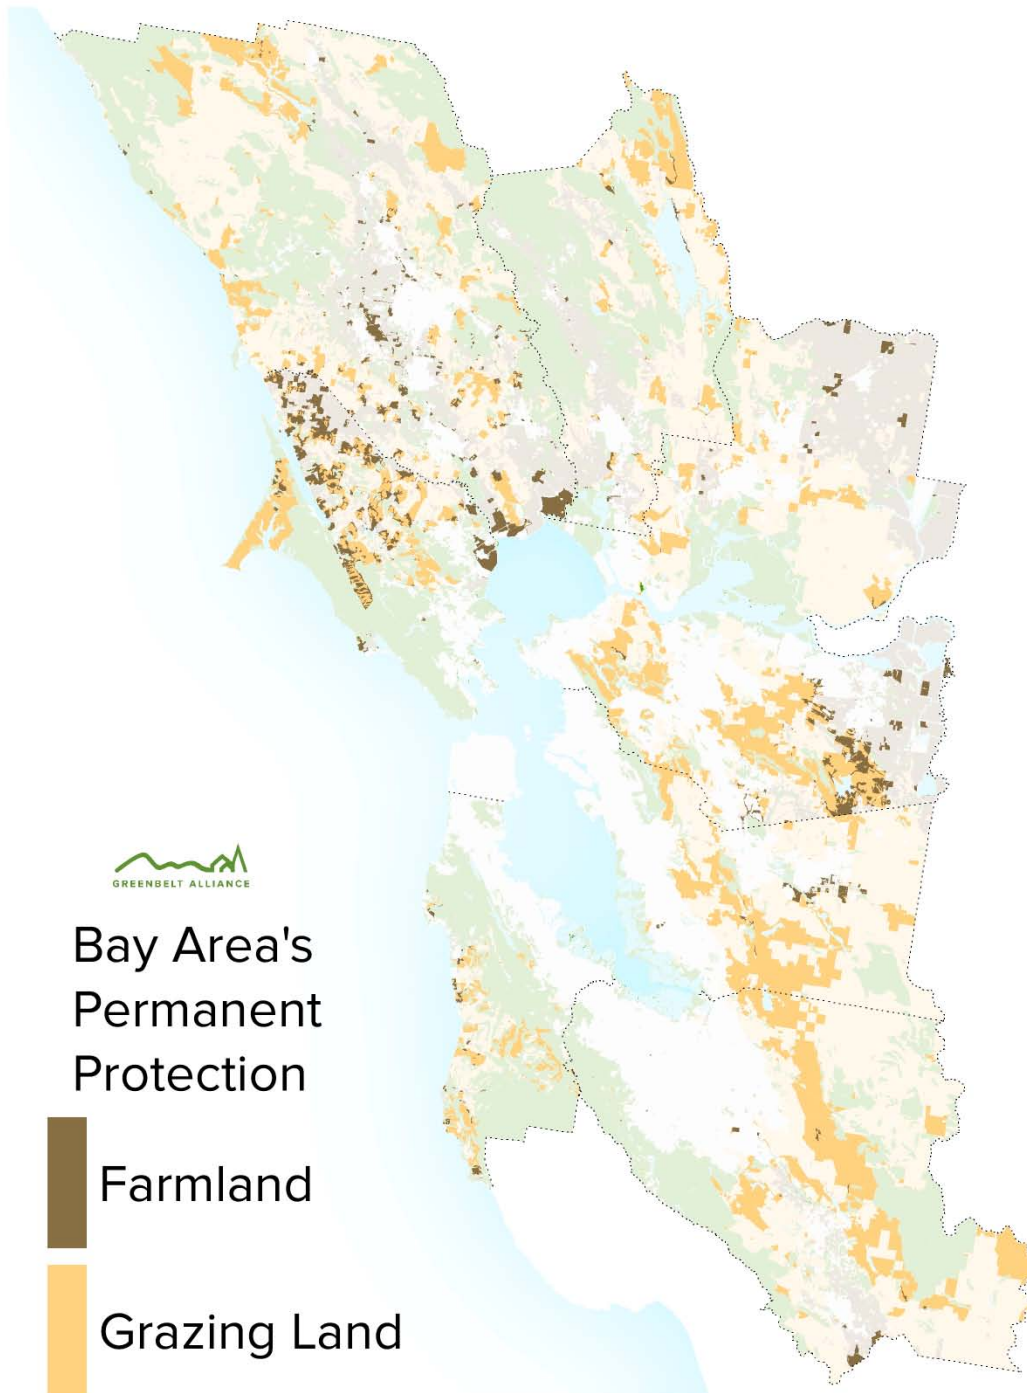 GREENBELT ALLIANCE
Bay Area's
Permanent
Protection
Farmland
Grazing Land